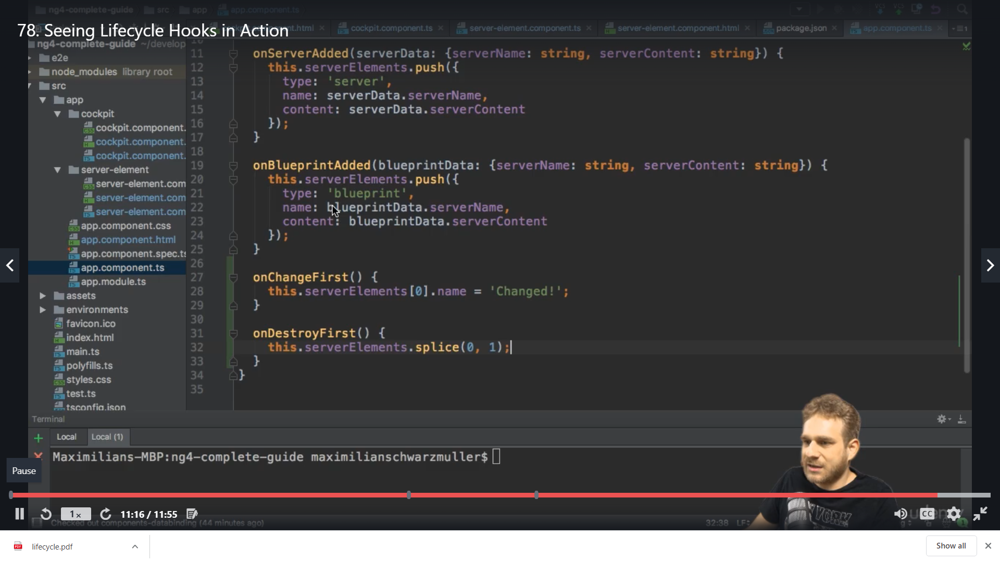 ng4-complete-guide src app app.component.ts
78. Seeing Lifecycle Hooks in Action
.html cockpit.component.ts server-element.component.ts server-element.component.html package.json app.component.ts
ng4-complete-guide ~/develop
e2e
node_modules library root
src
app
cockpit
cockpit.component.
cockpit.component.
cockpit.component.
server-element
server-element.com
server-element.com
server-element.com
app.component.css
app.component.html
app.component.spec.ts
app.component.ts
app.module.ts
assets
environments
favicon.ico
index.html
main.ts
polyfills.ts
styles.css
test.ts
tsconfig.json
10
11 onServerAdded(serverData: {serverName: string, serverContent: string}) {
12 this.serverElements.push({
13 type: 'server',
14 name: serverData.serverName,
15 content: serverData.serverContent
16 });
17 }
18
19 onBlueprintAdded(blueprintData: {serverName: string, serverContent: string}) {
20 this.serverElements.push({
21 type: 'blueprint',
22 name: blueprintData.serverName,
23 content: blueprintData.serverContent
24 });
25 }
26
27 onChangeFirst() {
28 this.serverElements[0].name = 'Changed!';
29 }
30
31 onDestroyFirst() {
32 this.serverElements.splice(0, 1);
33 }
34 }
35
Terminal
Local Local (1)
Maximilians-MBP:ng4-complete-guide maximilianschwarzmuller$
Pause
YORK
1x 11:16 / 11:55 CC
Checked out components-databinding (44 minutes ago) 32:38 LF
lifecycle.pdf Show all